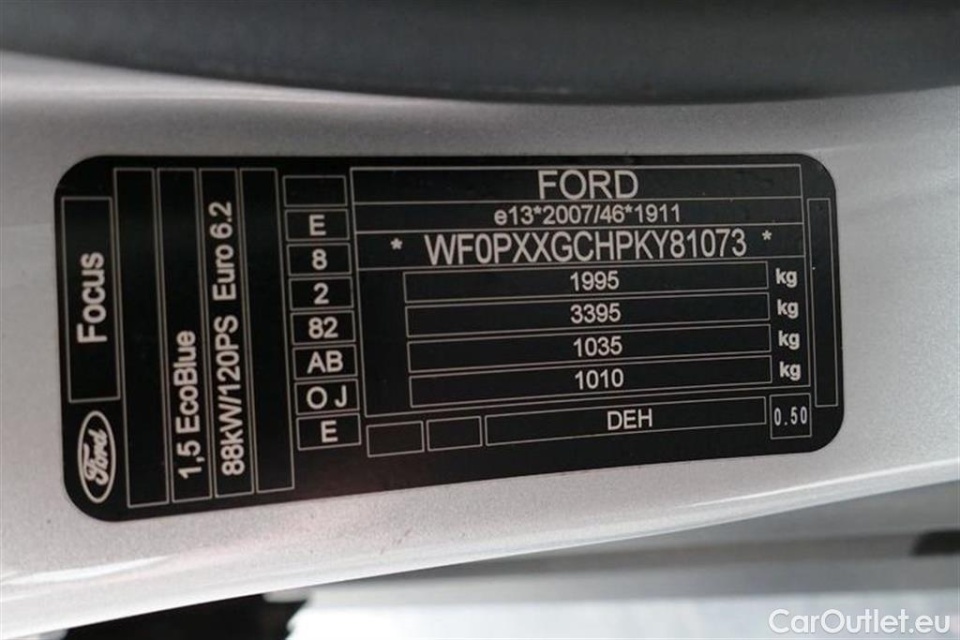 FORD
e13*2007/46*1911
* WF0PXXGCHPKY81073 *
1995 kg
3395 kg
1035 kg
1010 kg
DEH
0.50
E
8
2
82
AB
O J
E
Focus
Ford
1,5 EcoBlue
88kW/120PS Euro 6.2
CarOutlet.eu